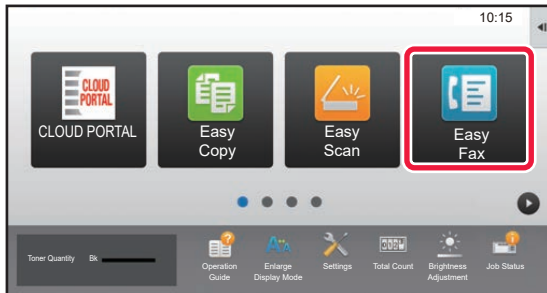 10:15
CLOUD
PORTAL
CLOUD PORTAL
Easy
Copy
Easy
Scan
Easy
Fax
Toner Quantity Bk
Operation
Guide
Enlarge
Display Mode
Settings
Total Count
Brightness
Adjustment
Job Status